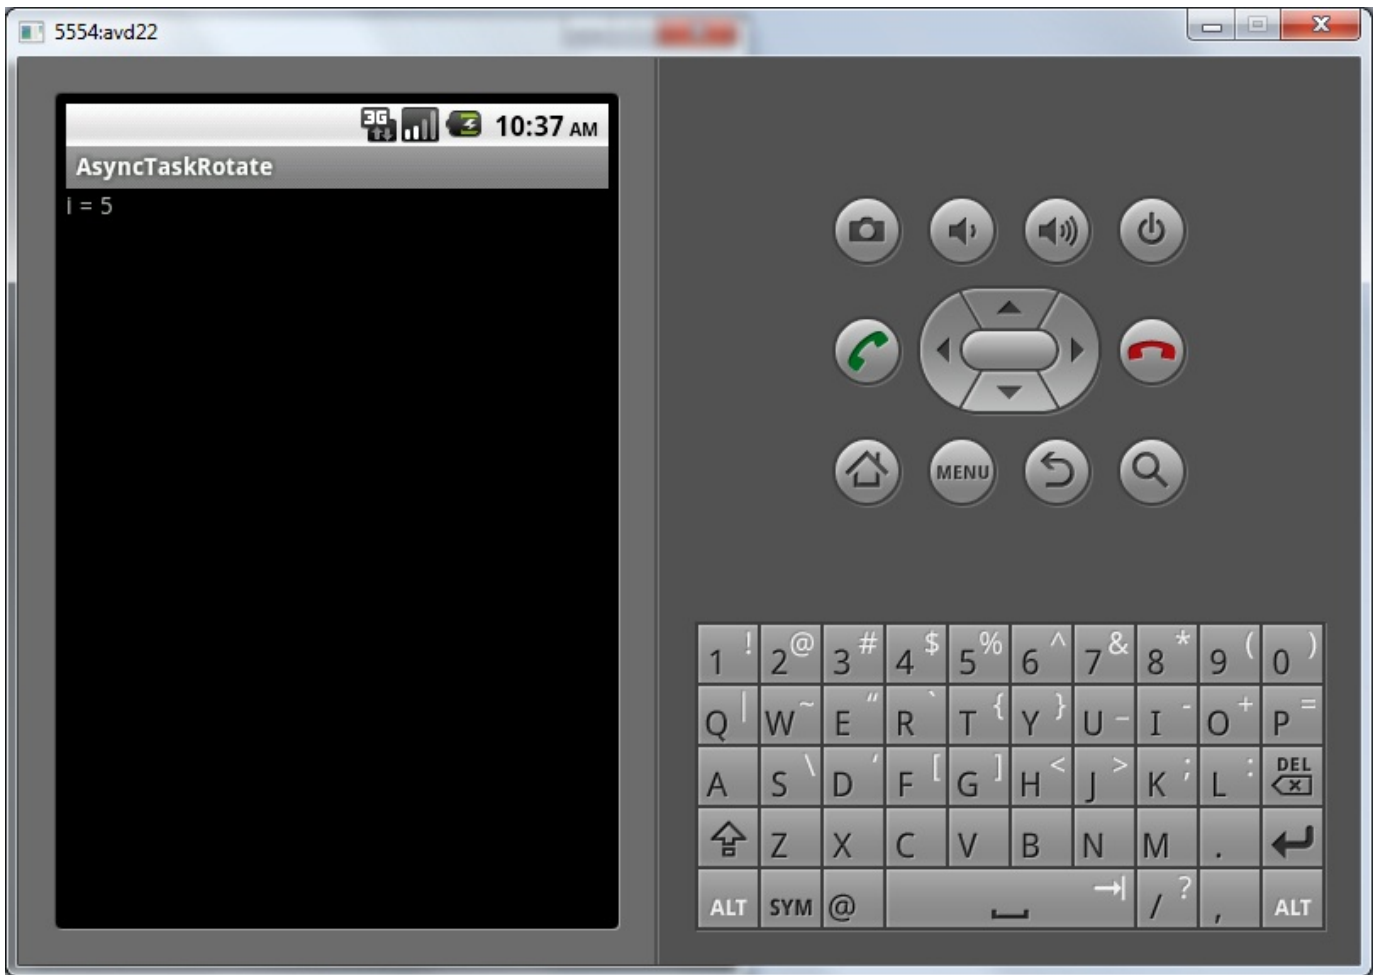 5554:avd22
3G 10:37 AM
AsyncTaskRotate
i = 5
MENU
1 ! 2 @ 3 # 4 $ 5 % 6 ^ 7 & 8 * 9 ( 0 )
Q | W ~ E " R ` T { Y } U _ I - O + P =
A S \ D ' F [ G ] H < J > K ; L : DEL
Z X C V B N M .
ALT SYM @ / ? , ALT